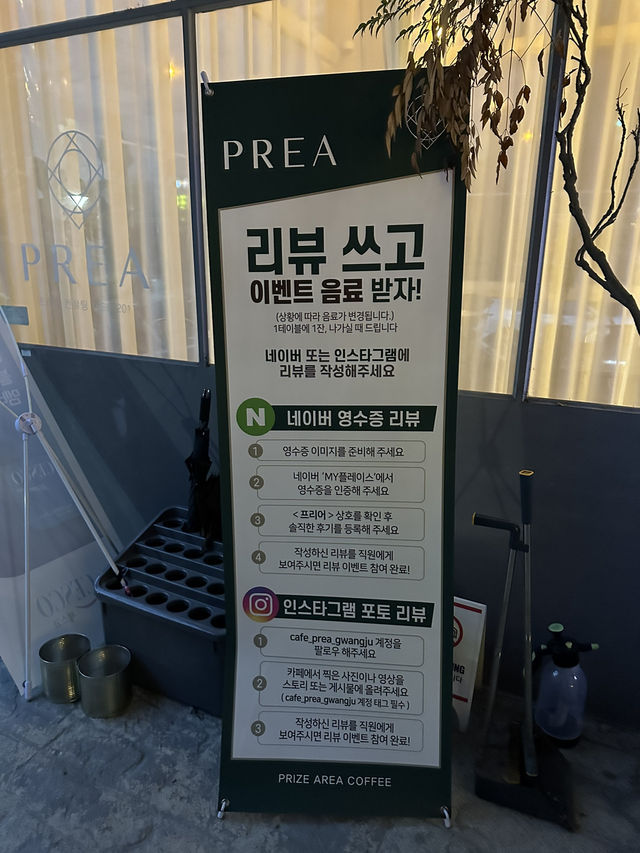 PREA
PREA
리뷰 쓰고
이벤트 음료 받자!
(상황에 따라 음료가 변경됩니다.)
1테이블에 1잔, 나가실 때 드립니다
네이버 또는 인스타그램에
리뷰를 작성해주세요
N 네이버 영수증 리뷰
1 영수증 이미지를 준비해 주세요
2 네이버 'MY플레이스'에서
영수증을 인증해 주세요
3 < 프리어 > 상호를 확인 후
솔직한 후기를 등록해 주세요
4 작성하신 리뷰를 직원에게
보여주시면 리뷰 이벤트 참여 완료!
인스타그램 포토 리뷰
1 cafe_prea_gwangju 계정을
팔로우 해주세요
2 카페에서 찍은 사진이나 영상을
스토리 또는 게시물에 올려주세요
( cafe_prea_gwangju 계정 태그 필수 )
3 작성하신 리뷰를 직원에게
보여주시면 리뷰 이벤트 참여 완료!
PRIZE AREA COFFEE